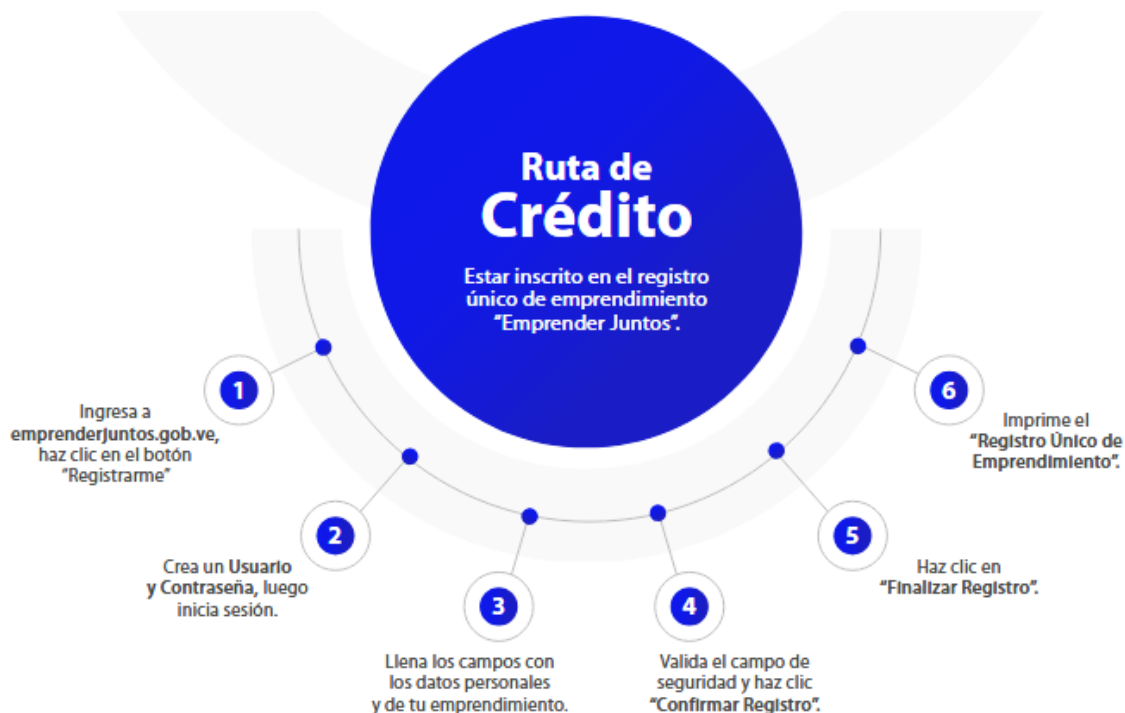 Ruta de
Crédito
Estar inscrito en el registro
único de emprendimiento
“Emprender Juntos”.
1
Ingresa a
emprenderjuntos.gob.ve,
haz clic en el botón
“Registrarme”
2
Crea un Usuario
y Contraseña, luego
inicia sesión.
3
Llena los campos con
los datos personales
y de tu emprendimiento.
4
Valida el campo de
seguridad y haz clic
“Confirmar Registro”.
5
Haz clic en
“Finalizar Registro”.
6
Imprime el
“Registro Único de
Emprendimiento”.